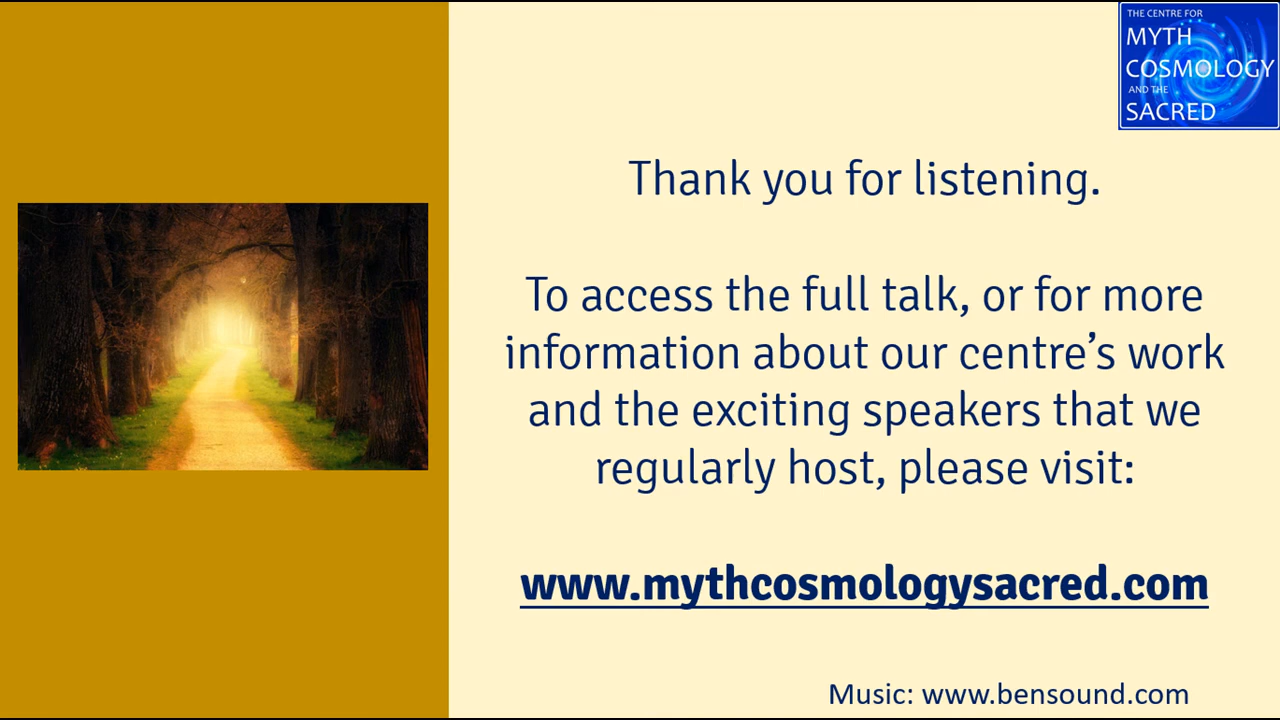 THE CENTRE FOR
MYTH
COSMOLOGY
AND THE
SACRED
Thank you for listening.
To access the full talk, or for more
information about our centre’s work
and the exciting speakers that we
regularly host, please visit:
www.mythcosmologysacred.com
Music: www.bensound.com